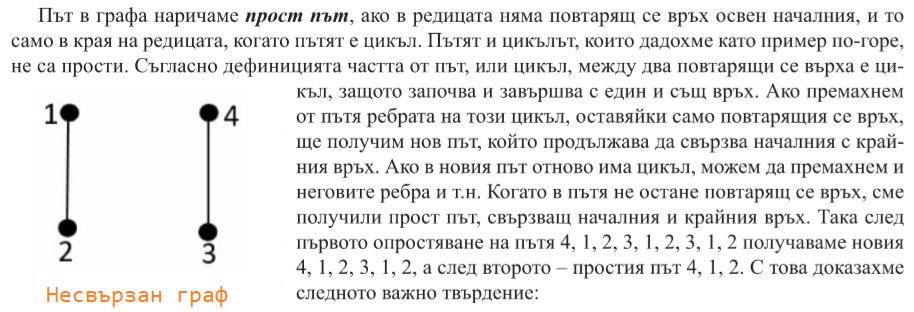 Път в графа наричаме прост път, ако в редицата няма повтарящ се връх освен началния, и то
само в края на редицата, когато пътят е цикъл. Пътят и цикълът, които дадохме като пример по-горе,
не са прости. Съгласно дефиницията частта от път, или цикъл, между два повтарящи се върха е ци-
къл, защото започва и завършва с един и същ връх. Ако премахнем
от пътя ребрата на този цикъл, оставяйки само повтарящия се връх,
ще получим нов път, който продължава да свързва началния с край-
ния връх. Ако в новия път отново има цикъл, можем да премахнем и
неговите ребра и т.н. Когато в пътя не остане повтарящ се връх, сме
получили прост път, свързващ началния и крайния връх. Така след
първото опростяване на пътя 4, 1, 2, 3, 1, 2, 3, 1, 2 получаваме новия
4, 1, 2, 3, 1, 2, а след второто – простия път 4, 1, 2. С това доказахме
следното важно твърдение:
1 4
2 3
Несвързан граф